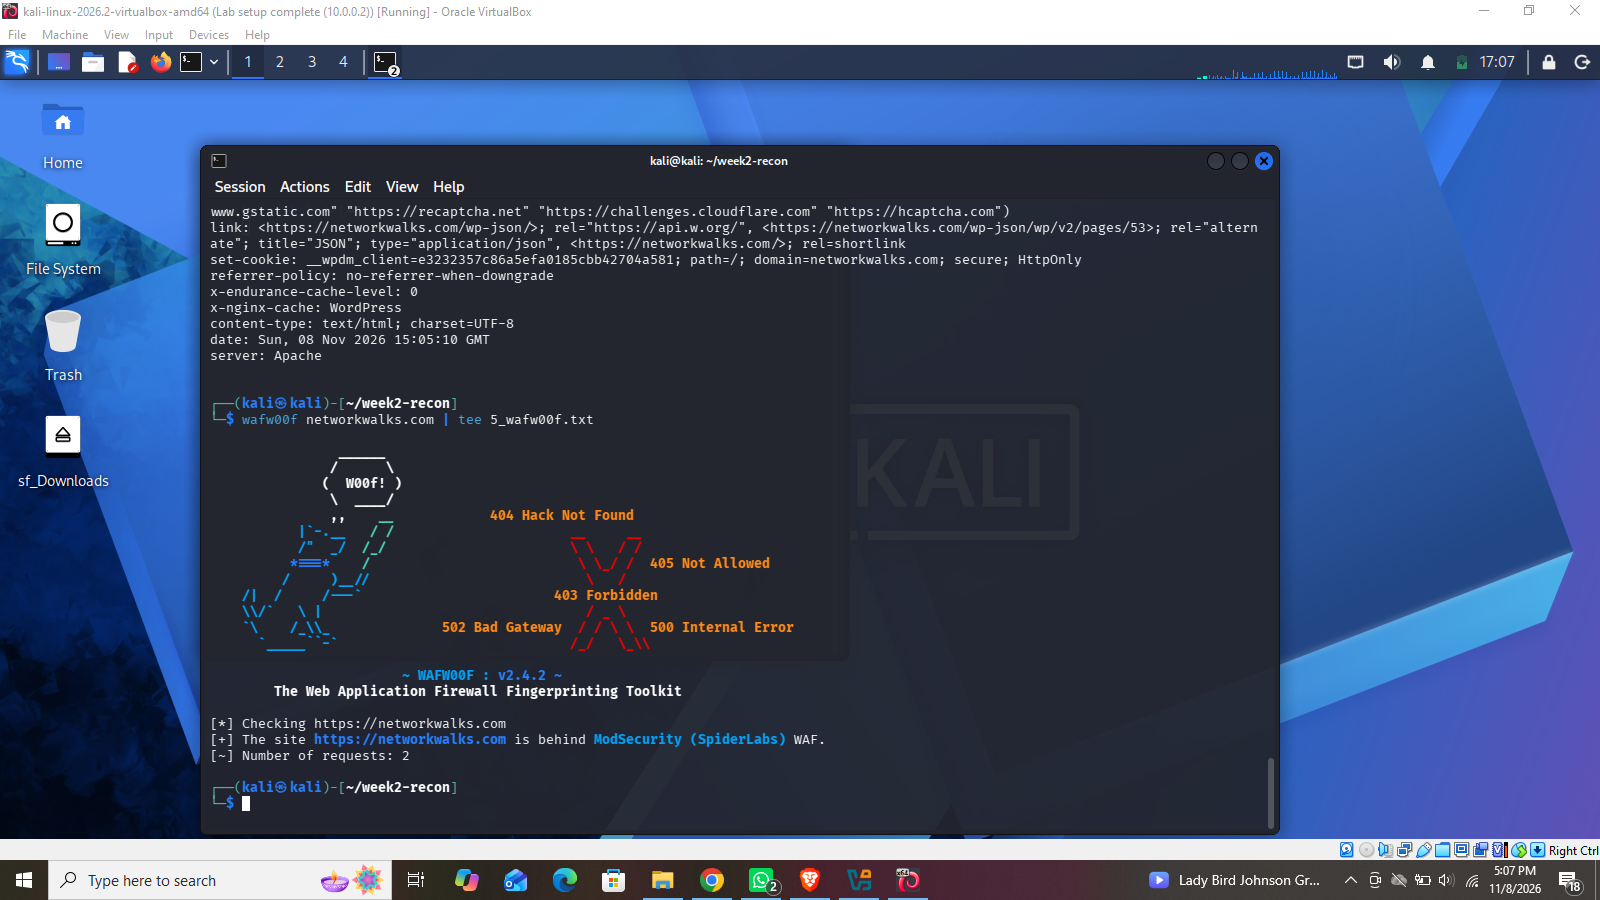 kali-linux-2026.2-virtualbox-amd64 (Lab setup complete (10.0.0.2)) [Running] - Oracle VirtualBox
File Machine View Input Devices Help
1 2 3 4 2 17:07
Home
File System
Trash
sf_Downloads
kali@kali: ~/week2-recon
Session Actions Edit View Help
www.gstatic.com" "https://recaptcha.net" "https://challenges.cloudflare.com" "https://hcaptcha.com")
link: <https://networkwalks.com/wp-json/>; rel="https://api.w.org/", <https://networkwalks.com/wp-json/wp/v2/pages/53>; rel="altern
ate"; title="JSON"; type="application/json", <https://networkwalks.com/>; rel=shortlink
set-cookie: __wpdm_client=e3232357c86a5efa0185cbb42704a581; path=/; domain=networkwalks.com; secure; HttpOnly
referrer-policy: no-referrer-when-downgrade
x-endurance-cache-level: 0
x-nginx-cache: WordPress
content-type: text/html; charset=UTF-8
date: Sun, 08 Nov 2026 15:05:10 GMT
server: Apache
┌──(kali㉿kali)-[~/week2-recon]
└─$ wafw00f networkwalks.com | tee 5_wafw00f.txt
W00f!
404 Hack Not Found
405 Not Allowed
403 Forbidden
502 Bad Gateway 500 Internal Error
~ WAFW00F : v2.4.2 ~
The Web Application Firewall Fingerprinting Toolkit
[*] Checking https://networkwalks.com
[+] The site https://networkwalks.com is behind ModSecurity (SpiderLabs) WAF.
[~] Number of requests: 2
┌──(kali㉿kali)-[~/week2-recon]
└─$
KALI
Right Ctrl
Type here to search
2
Lady Bird Johnson Gr...
5:07 PM
11/8/2026
18